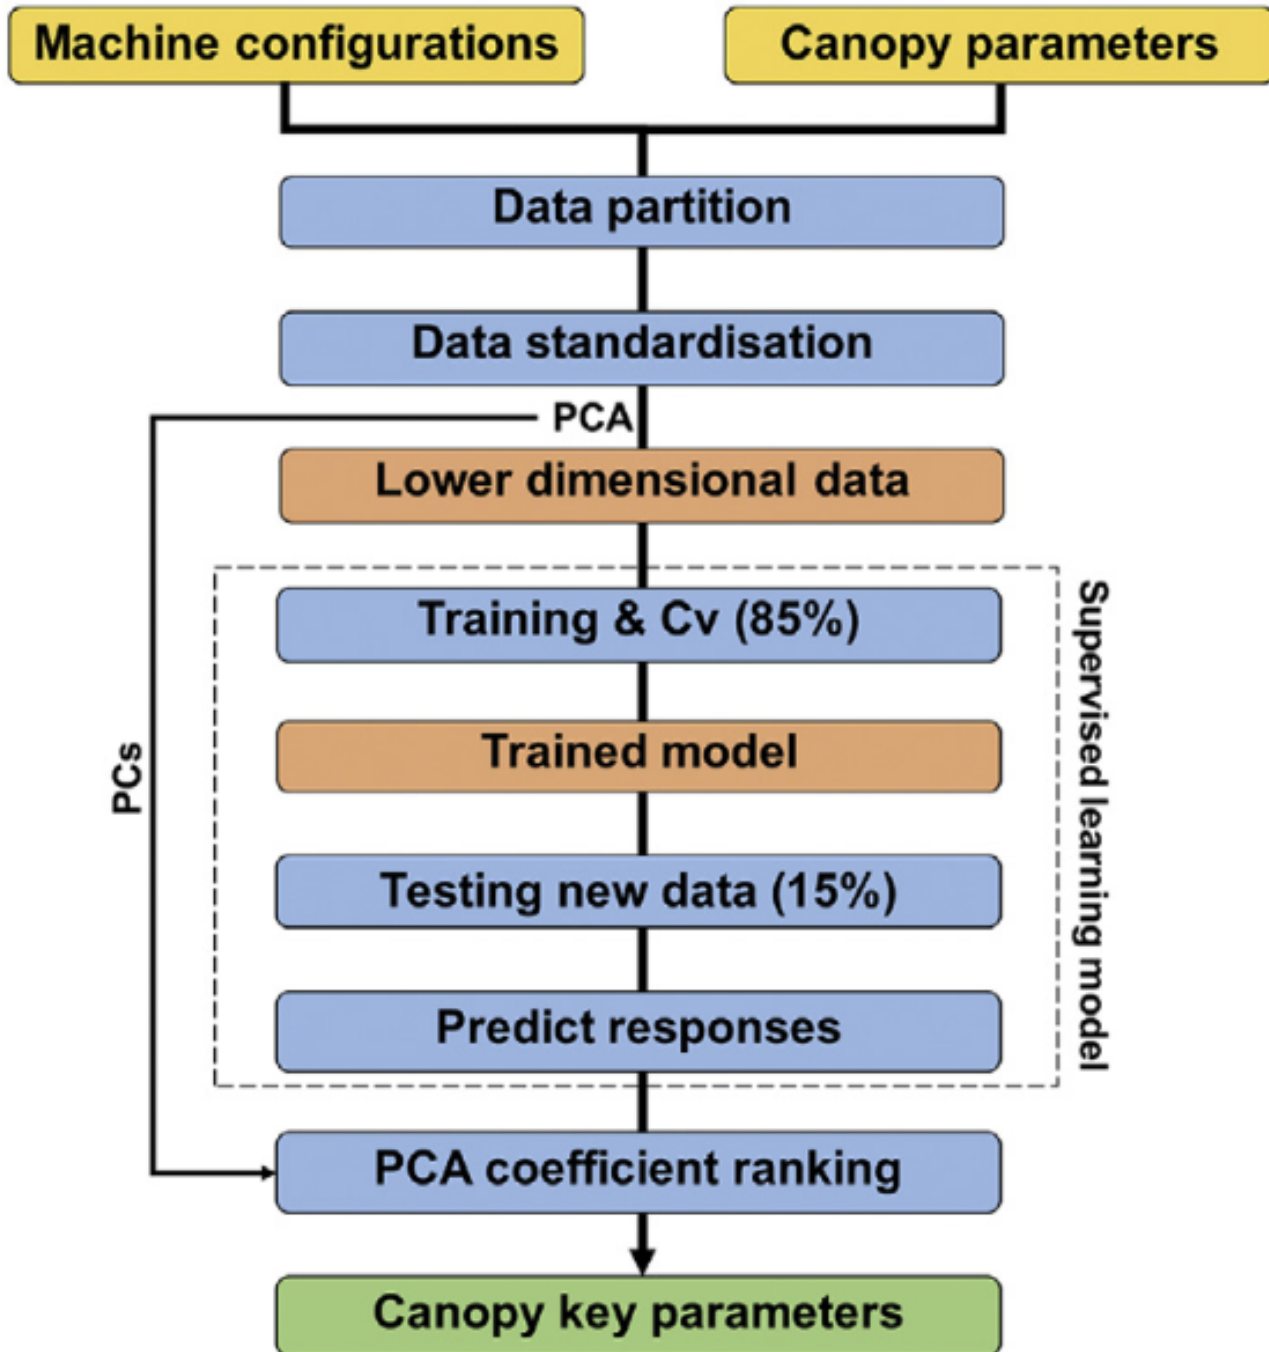 Machine configurations
Canopy parameters
Data partition
Data standardisation
PCA
Lower dimensional data
Training & Cv (85%)
Trained model
Testing new data (15%)
Predict responses
Supervised learning model
PCs
PCA coefficient ranking
Canopy key parameters